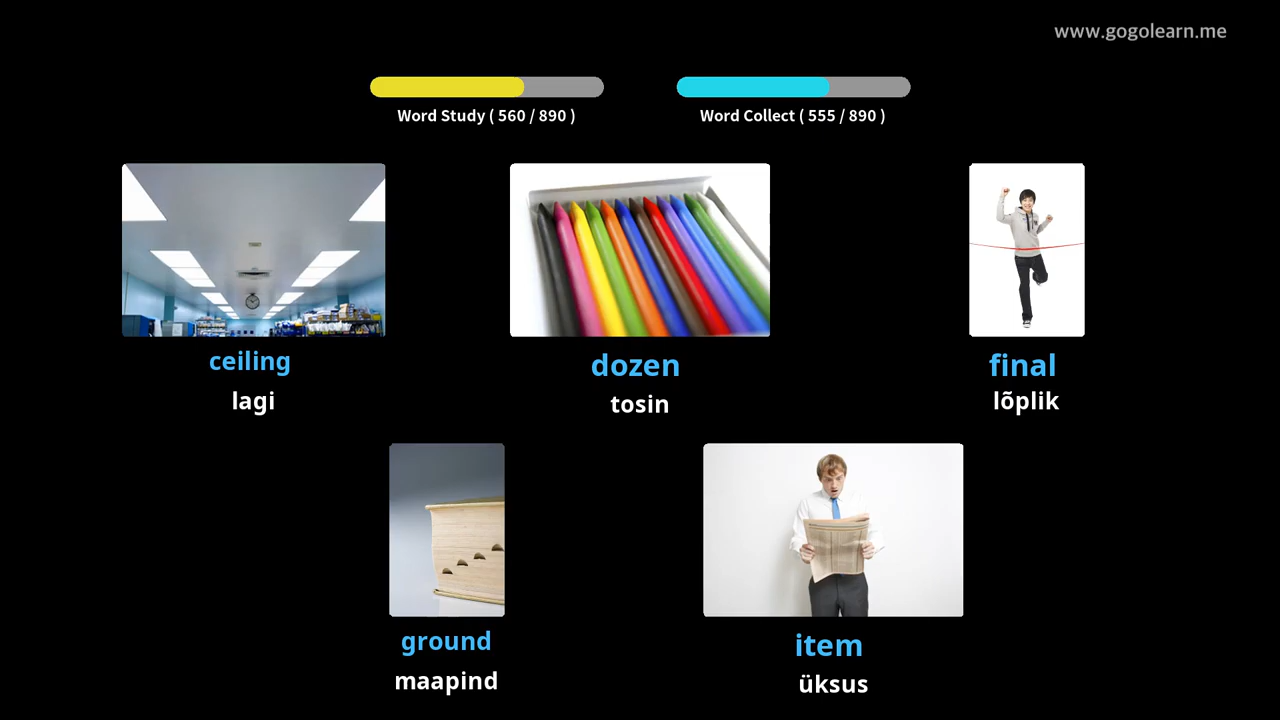 www.gogolearn.me
Word Study ( 560 / 890 )
Word Collect ( 555 / 890 )
ceiling
lagi
dozen
tosin
final
lõplik
ground
maapind
item
üksus